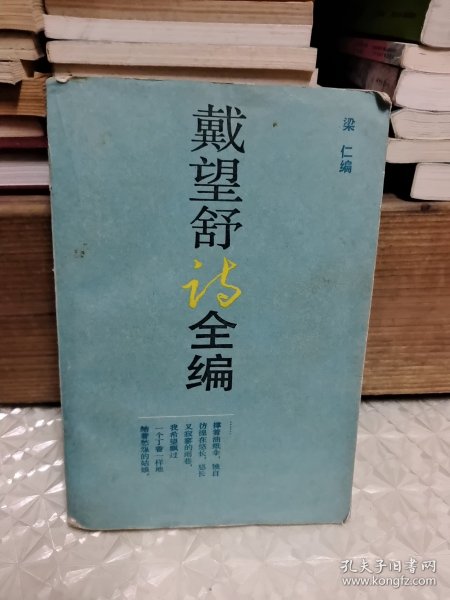 戴望舒诗全编
梁仁编
……
撑着油纸伞，独自
彷徨在悠长，悠长
又寂寥的雨巷，
我希望飘过
一个丁香一样地
结着愁怨的姑娘。
孔夫子旧书网
www.kongfz.com